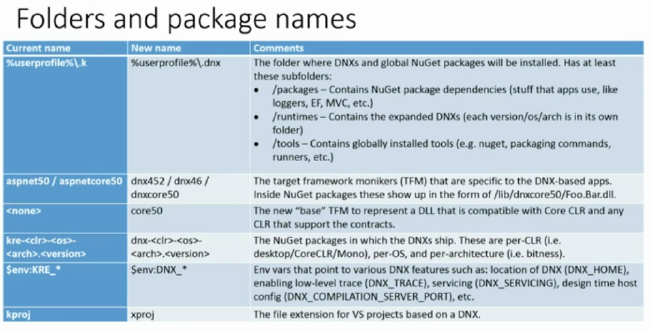 Folders and package names
Current name New name Comments
%userprofile%\.k %userprofile%\.dnx The folder where DNXs and global NuGet packages will be installed. Has at least
these subfolders:
• /packages – Contains NuGet package dependencies (stuff that apps use, like
loggers, EF, MVC, etc.)
• /runtimes – Contains the expanded DNXs (each version/os/arch is in its own
folder)
• /tools – Contains globally installed tools (e.g. nuget, packaging commands,
runners, etc.)
aspnet50 / aspnetcore50 dnx452 / dnx46 / The target framework monikers (TFM) that are specific to the DNX-based apps.
dnxcore50 Inside NuGet packages these show up in the form of /lib/dnxcore50/Foo.Bar.dll.
<none> core50 The new "base" TFM to represent a DLL that is compatible with Core CLR and any
CLR that support the contracts.
kre-<clr>-<os>- dnx-<clr>-<os>- The NuGet packages in which the DNXs ship. These are per-CLR (i.e.
<arch>.<version> <arch>.<version> desktop/CoreCLR/Mono), per-OS, and per-architecture (i.e. bitness).
$env:KRE_* $env:DNX_* Env vars that point to various DNX features such as: location of DNX (DNX_HOME),
enabling low-level trace (DNX_TRACE), servicing (DNX_SERVICING), design time host
config (DNX_COMPILATION_SERVER_PORT), etc.
kproj xproj The file extension for VS projects based on a DNX.